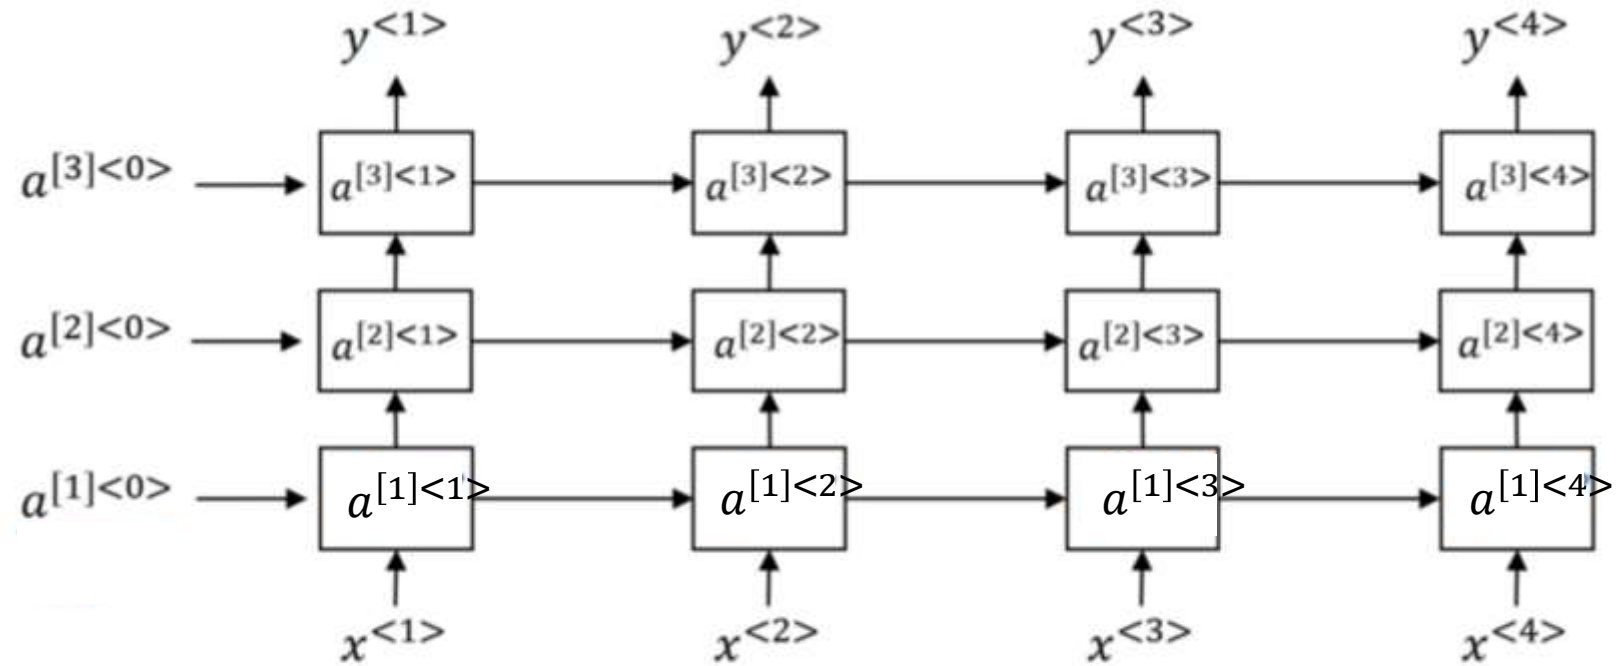 y<1> y<2> y<3> y<4>
a[3]<0> a[3]<1> a[3]<2> a[3]<3> a[3]<4>
a[2]<0> a[2]<1> a[2]<2> a[2]<3> a[2]<4>
a[1]<0> a[1]<1> a[1]<2> a[1]<3> a[1]<4>
x<1> x<2> x<3> x<4>